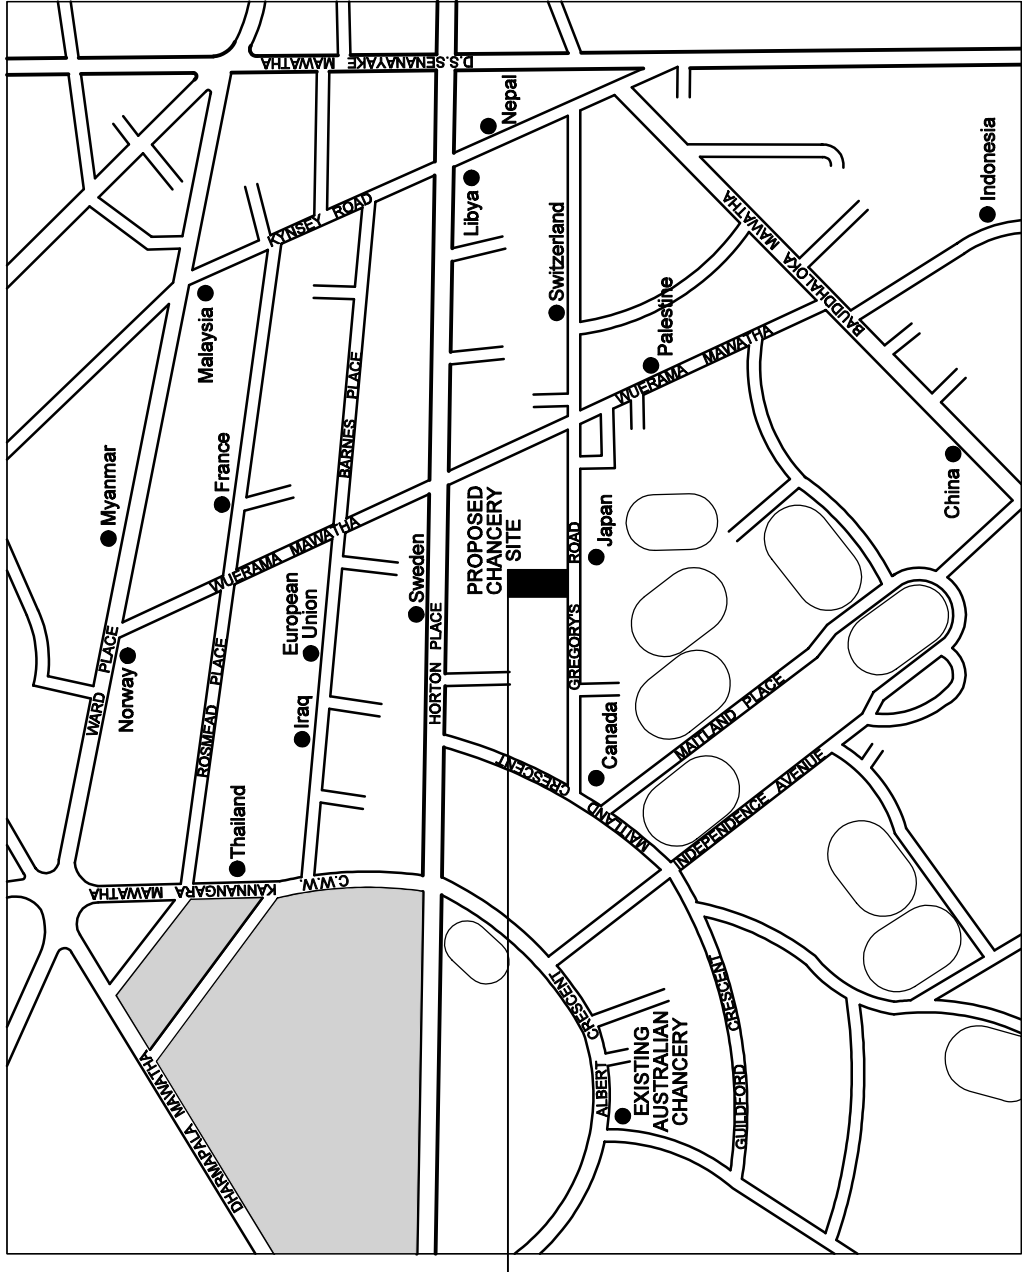 D.S.SENANAYAKE MAWATHA
Nepal
Libya
Indonesia
KYNSEY ROAD
BAUDDHALOKA MAWATHA
Switzerland
Malaysia
Palestine
WIJERAMA MAWATHA
BARNES PLACE
Myanmar
France
China
PROPOSED
CHANCERY
SITE
Japan
WIJERAMA MAWATHA
Sweden
European
Union
GREGORY'S ROAD
HORTON PLACE
WARD PLACE
Norway
ROSMEAD PLACE
Iraq
Canada
MAITLAND PLACE
MAITLAND CRESCENT
INDEPENDENCE AVENUE
Thailand
C.W.W. KANNANGARA MAWATHA
ALBERT CRESCENT CRESCENT
GUILDFORD CRESCENT
EXISTING
AUSTRALIAN
CHANCERY
DHARMAPALA MAWATHA